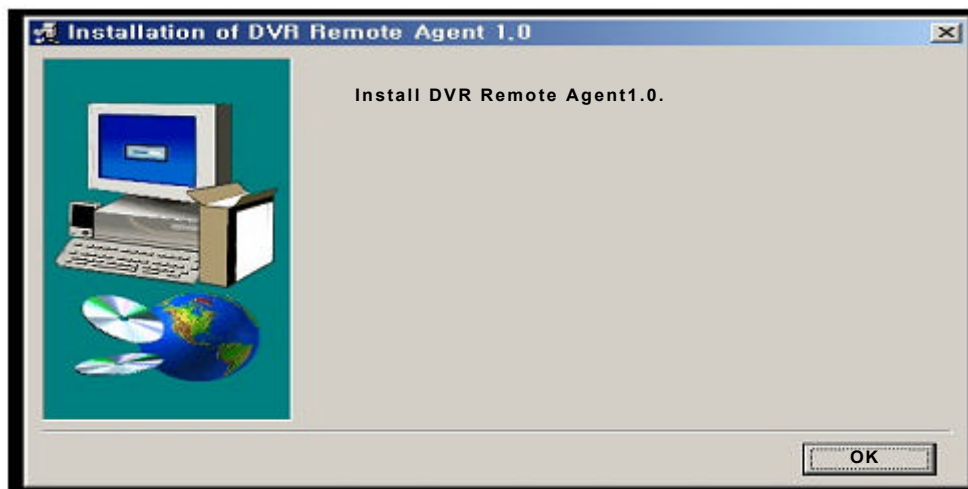 Installation of DVR Remote Agent 1.0
Install DVR Remote Agent1.0.
OK